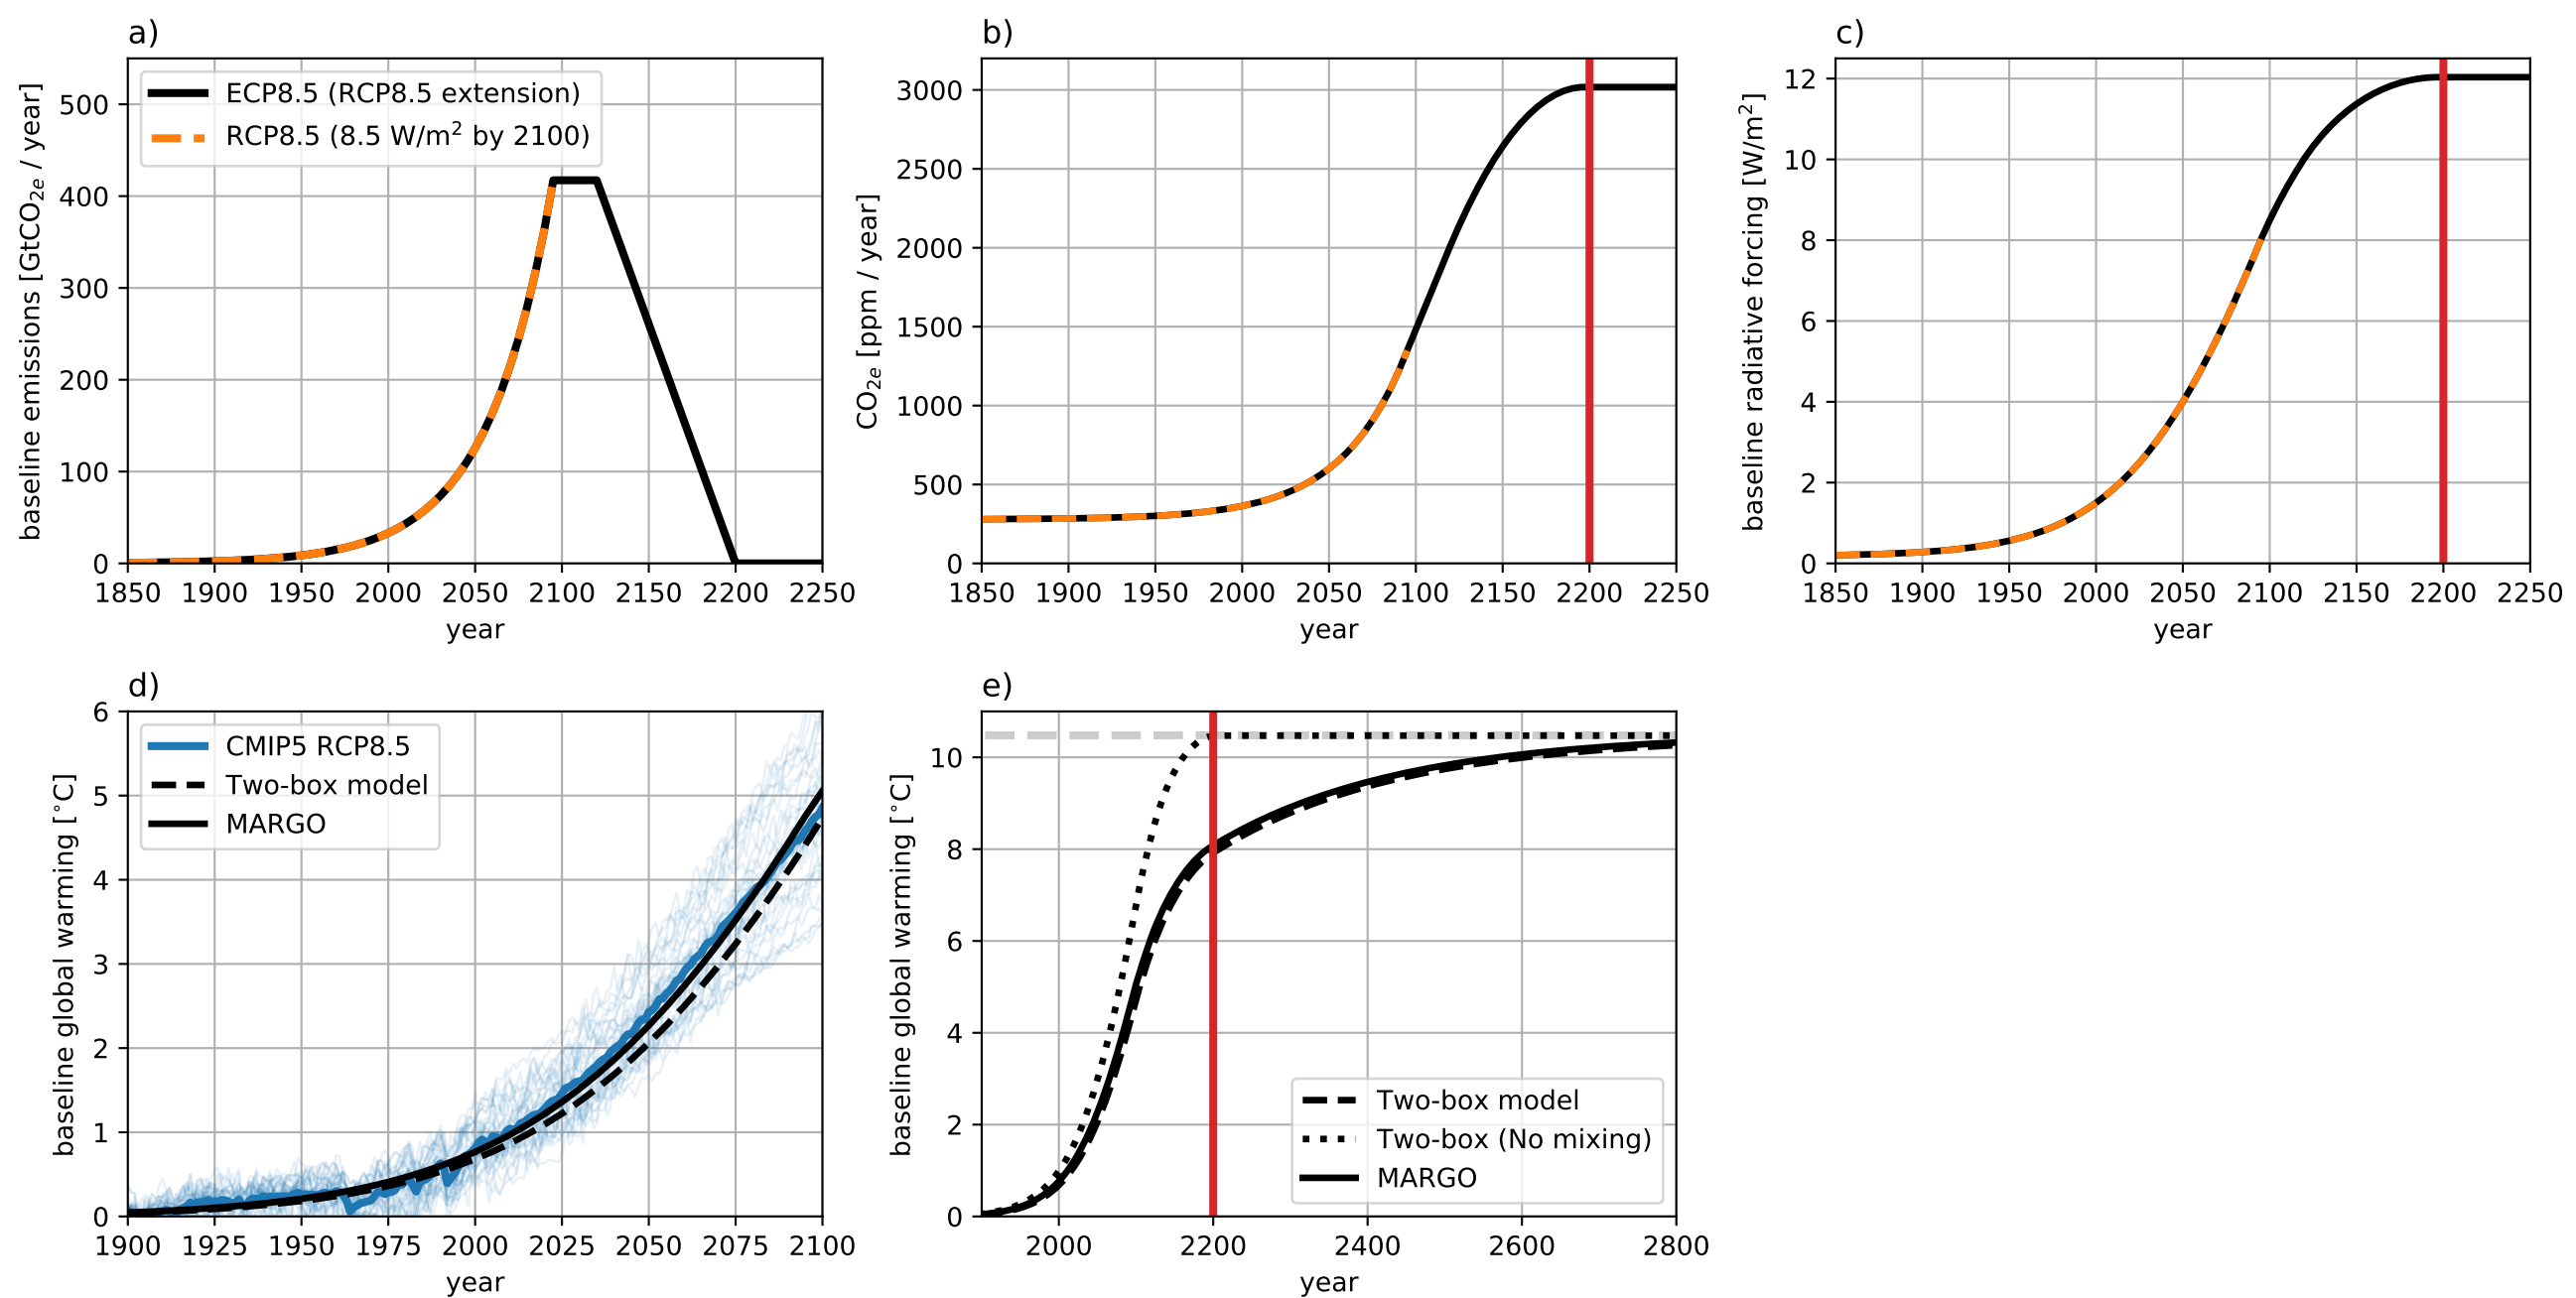 a)
baseline emissions [GtCO2e / year]
500
400
300
200
100
0
ECP8.5 (RCP8.5 extension)
RCP8.5 (8.5 W/m2 by 2100)
1850 1900 1950 2000 2050 2100 2150 2200 2250
year
b)
CO2e [ppm / year]
3000
2500
2000
1500
1000
500
0
1850 1900 1950 2000 2050 2100 2150 2200 2250
year
c)
baseline radiative forcing [W/m2]
12
10
8
6
4
2
0
1850 1900 1950 2000 2050 2100 2150 2200 2250
year
d)
baseline global warming [°C]
6
5
4
3
2
1
0
CMIP5 RCP8.5
Two-box model
MARGO
1900 1925 1950 1975 2000 2025 2050 2075 2100
year
e)
baseline global warming [°C]
10
8
6
4
2
0
Two-box model
Two-box (No mixing)
MARGO
2000 2200 2400 2600 2800
year